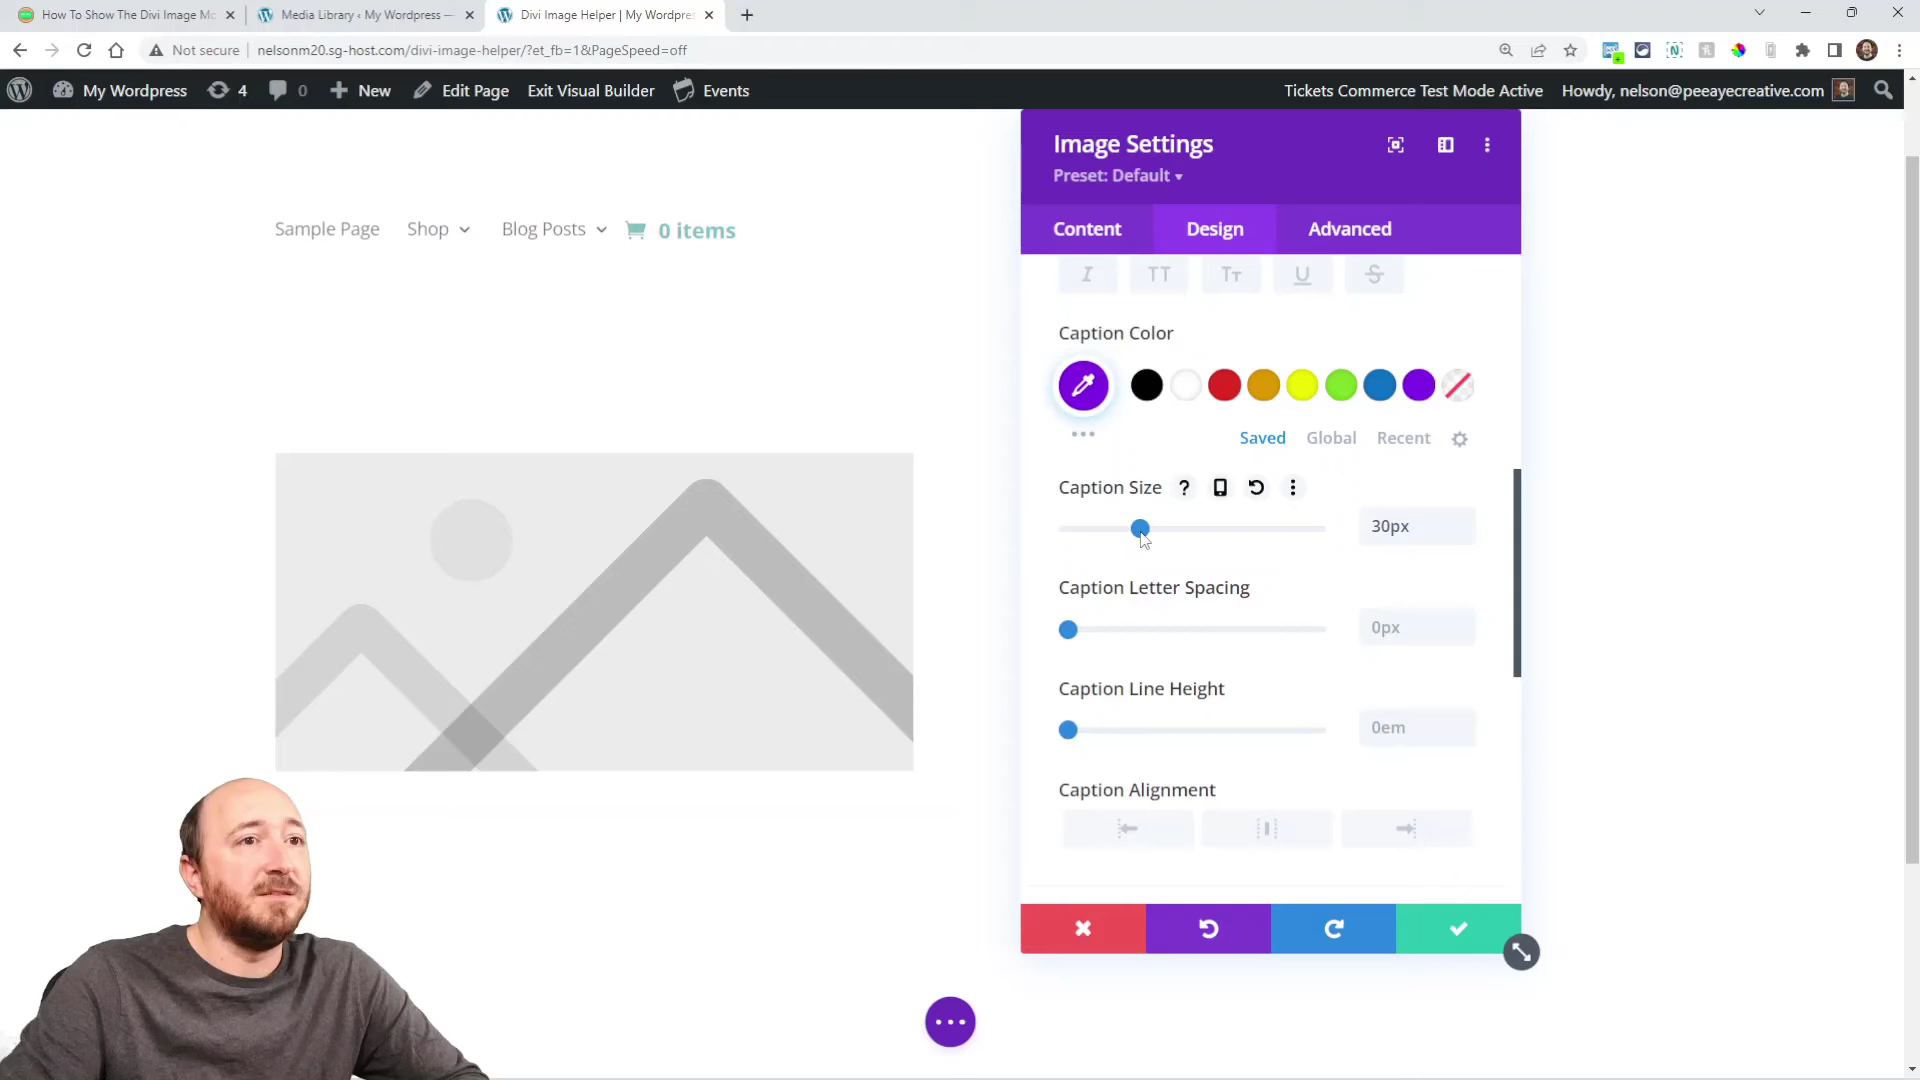 How To Show The Divi Image Mo
Media Library ‹ My Wordpress —
Divi Image Helper | My Wordpres
Not secure
nelsonm20.sg-host.com/divi-image-helper/?et_fb=1&PageSpeed=off
My Wordpress
4
0
New
Edit Page
Exit Visual Builder
Events
Tickets Commerce Test Mode Active
Howdy, nelson@peeayecreative.com
Sample Page
Shop
Blog Posts
0 items
Image Settings
Preset: Default
Content
Design
Advanced
I
TT
Tт
U
S
Caption Color
Saved
Global
Recent
Caption Size
?
30px
Caption Letter Spacing
0px
Caption Line Height
0em
Caption Alignment